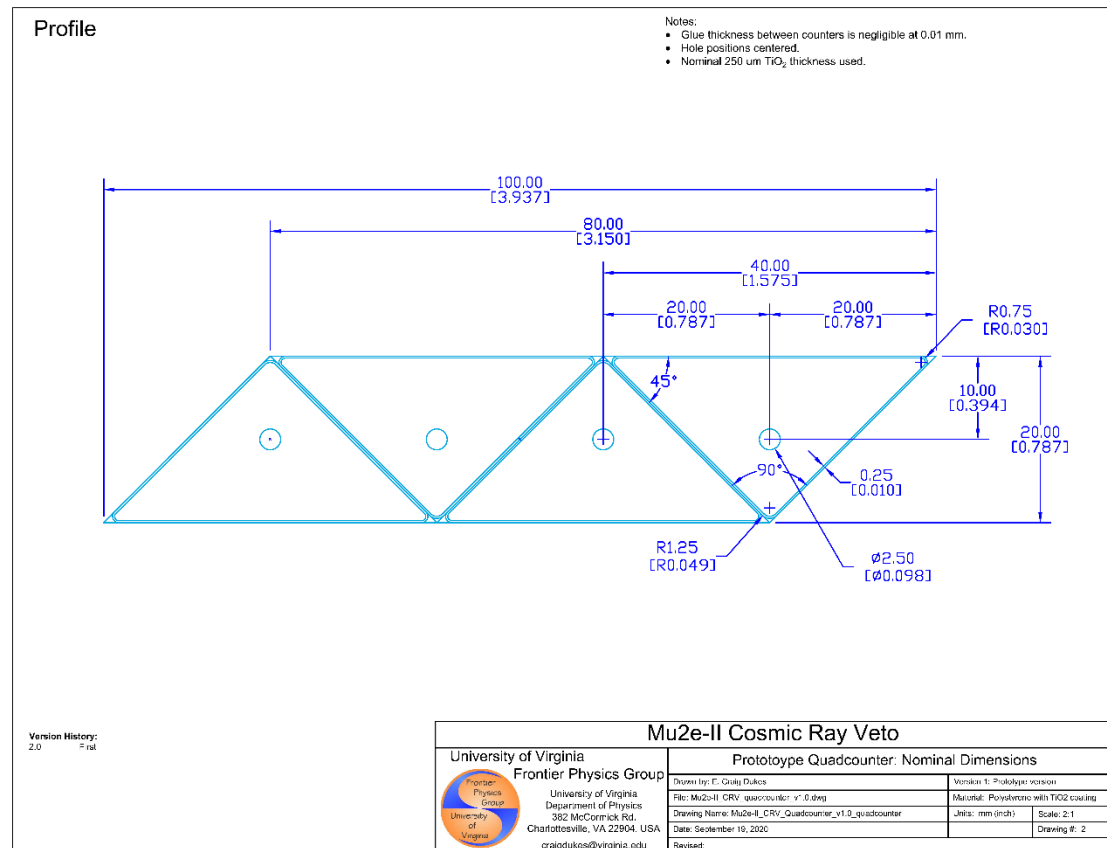 Profile
Notes:
• Glue thickness between counters is negligible at 0.01 mm.
• Hole positions centered.
• Nominal 250 um TiO₂ thickness used.
100.00
[3.937]
80.00
[3.150]
40.00
[1.575]
20.00
[0.787]
20.00
[0.787]
R0.75
[R0.030]
45°
10.00
[0.394]
20.00
[0.787]
90°
0.25
[0.010]
R1.25
[R0.049]
⌀2.50
[⌀0.098]
Version History:
2.0 First
Mu2e-II Cosmic Ray Veto
University of Virginia
Frontier Physics Group
Frontier
Physics
Group
University
of
Virginia
University of Virginia
Department of Physics
382 McCormick Rd.
Charlottesville, VA 22904. USA
craigdukes@virginia.edu
Prototoype Quadcounter: Nominal Dimensions
Drawn by: E. Craig Dukes
Version 1: Prototype version
File: Mu2e-II_CRV_quadcounter_v1.0.dwg
Material: Polystyrene with TiO2 coating
Drawing Name: Mu2e-II_CRV_Quadcounter_v1.0_quadcounter
Units: mm (inch)
Scale: 2:1
Date: September 19, 2020
Drawing #: 2
Revised: